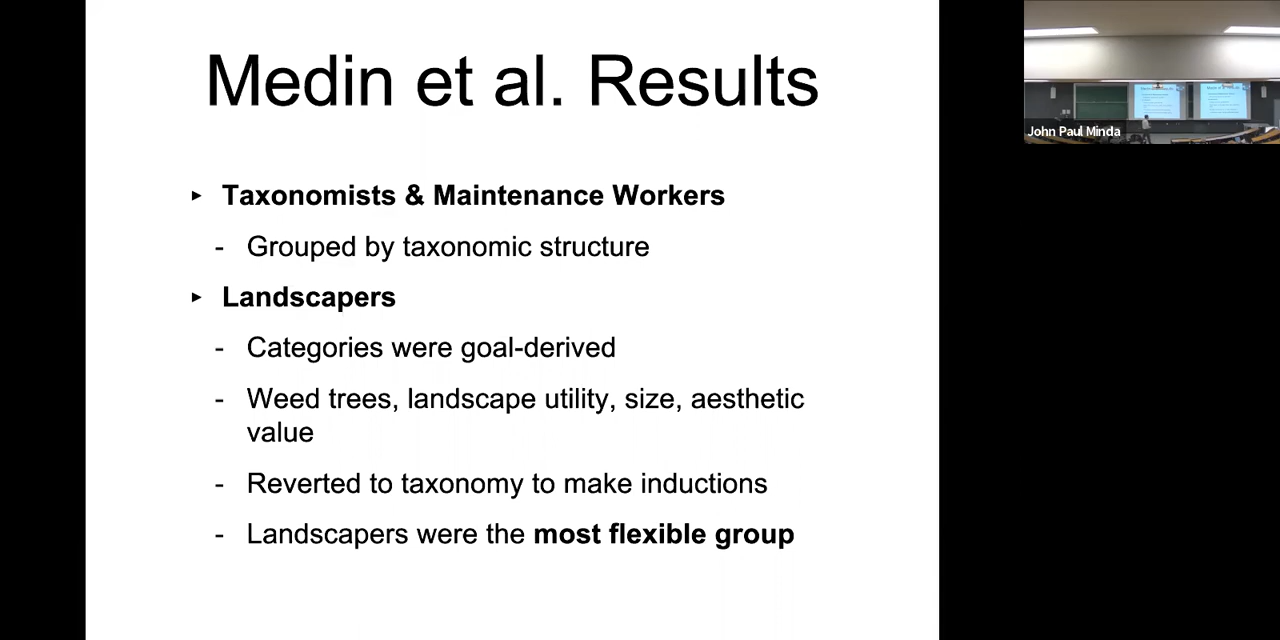 Medin et al. Results
▸ Taxonomists & Maintenance Workers
- Grouped by taxonomic structure
▸ Landscapers
- Categories were goal-derived
- Weed trees, landscape utility, size, aesthetic
value
- Reverted to taxonomy to make inductions
- Landscapers were the most flexible group
John Paul Minda